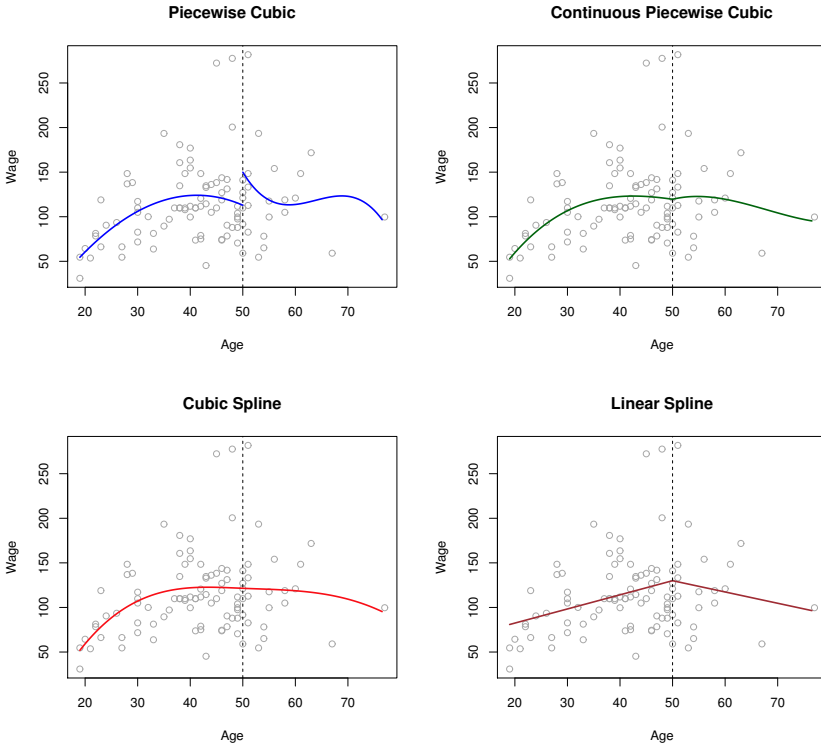 Piecewise Cubic
Wage
50 100 150 200 250
20 30 40 50 60 70
Age
Continuous Piecewise Cubic
Wage
50 100 150 200 250
20 30 40 50 60 70
Age
Cubic Spline
Wage
50 100 150 200 250
20 30 40 50 60 70
Age
Linear Spline
Wage
50 100 150 200 250
20 30 40 50 60 70
Age